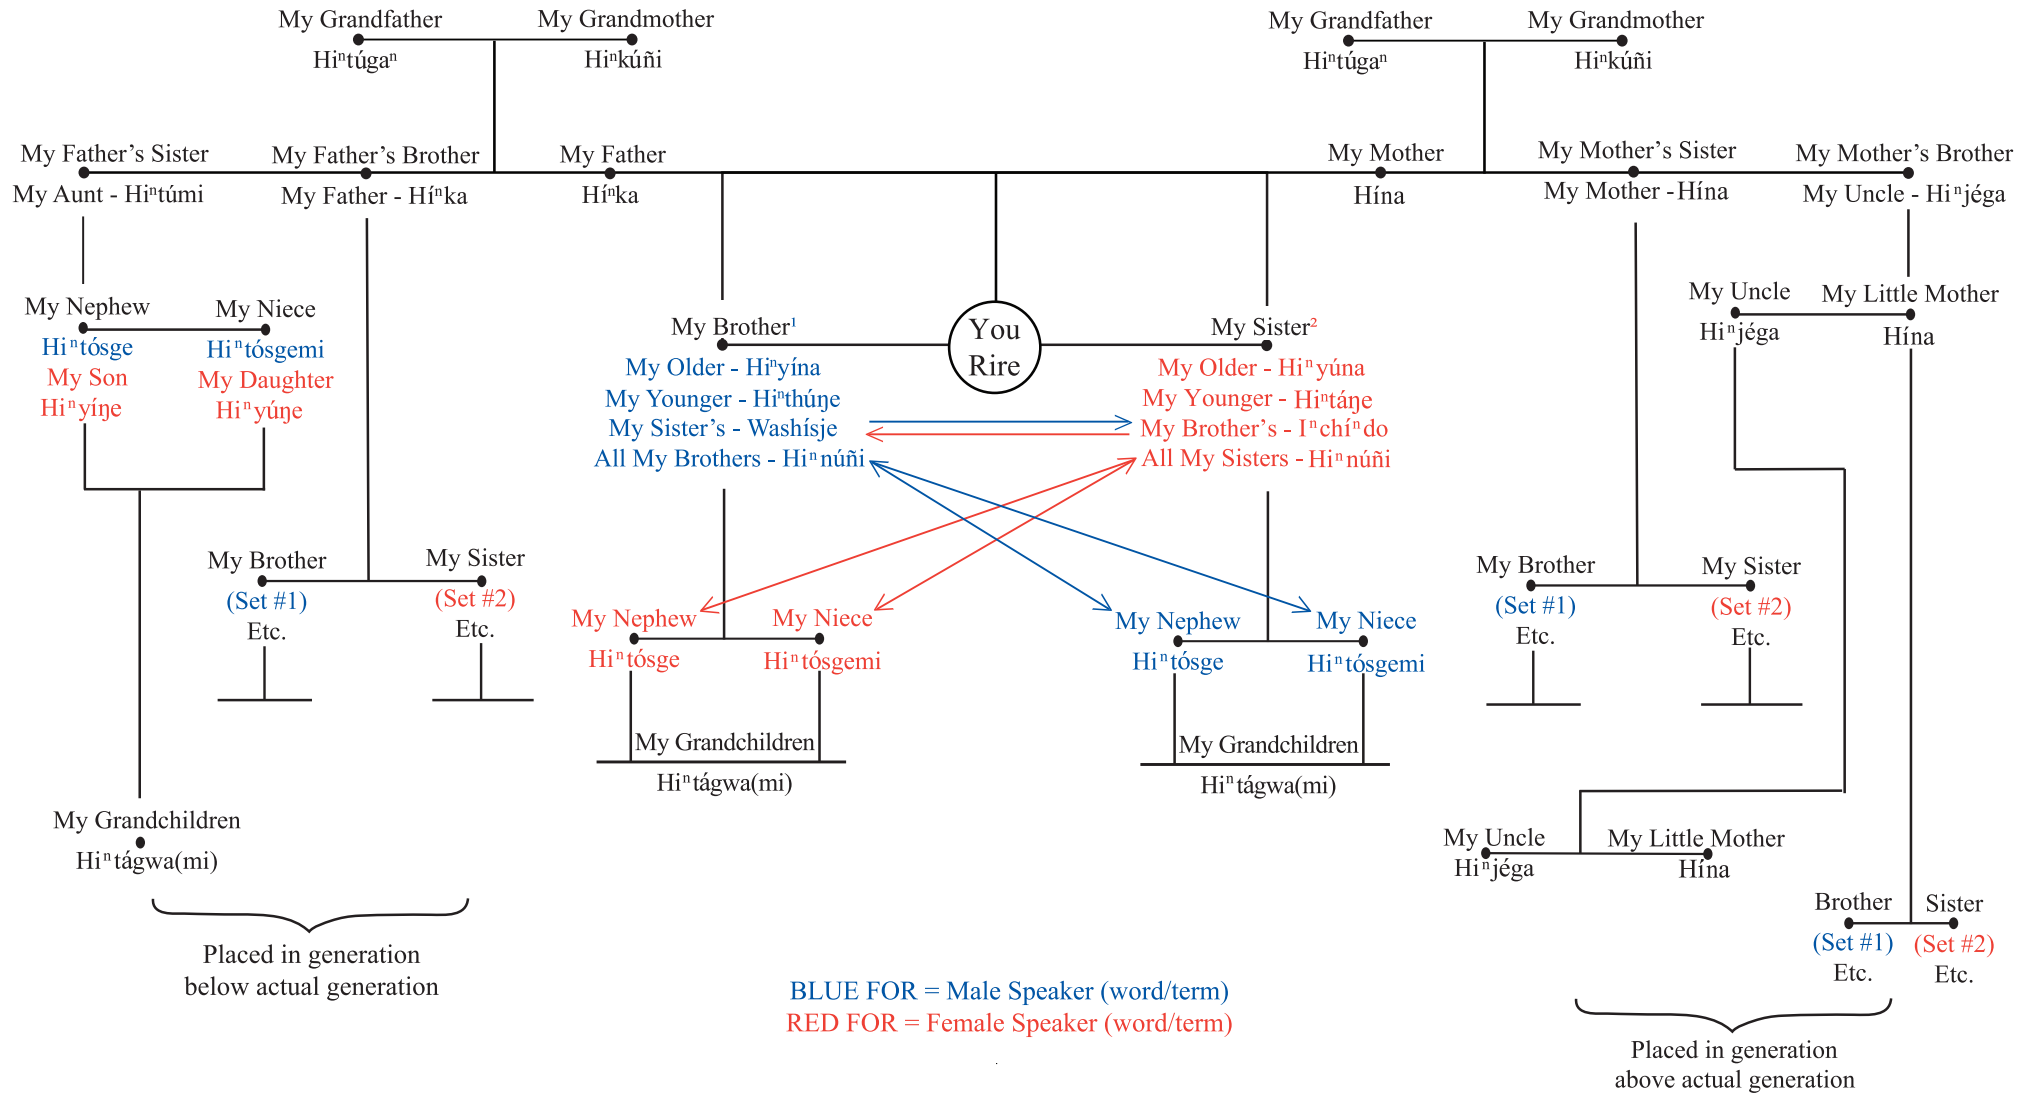 My Grandfather My Grandmother
Hiⁿtúgaⁿ Hiⁿkúñi
My Grandfather My Grandmother
Hiⁿtúgaⁿ Hiⁿkúñi
My Father’s Sister
My Aunt - Hiⁿtúmi
My Father’s Brother
My Father - Híⁿka
My Father
Híⁿka
My Mother
Hína
My Mother’s Sister
My Mother -Hína
My Mother’s Brother
My Uncle - Hiⁿjéga
My Nephew
Hiⁿtósge
My Son
Hiⁿyíŋe
My Niece
Hiⁿtósgemi
My Daughter
Hiⁿyúŋe
My Brother¹
My Older - Hiⁿyína
My Younger - Hiⁿthúŋe
My Sister’s - Washísje
All My Brothers - Hiⁿnúñi
You
Rire
My Sister²
My Older - Hiⁿyúna
My Younger - Hiⁿtáŋe
My Brother’s - Iⁿchíⁿdo
All My Sisters - Hiⁿnúñi
My Uncle
Hiⁿjéga
My Little Mother
Hína
My Brother
(Set #1)
Etc.
My Sister
(Set #2)
Etc.
My Nephew
Hiⁿtósge
My Niece
Hiⁿtósgemi
My Grandchildren
Hiⁿtágwa(mi)
My Nephew
Hiⁿtósge
My Niece
Hiⁿtósgemi
My Grandchildren
Hiⁿtágwa(mi)
My Brother
(Set #1)
Etc.
My Sister
(Set #2)
Etc.
My Grandchildren
Hiⁿtágwa(mi)
My Uncle
Hiⁿjéga
My Little Mother
Hína
Brother
(Set #1)
Etc.
Sister
(Set #2)
Etc.
Placed in generation
below actual generation
BLUE FOR = Male Speaker (word/term)
RED FOR = Female Speaker (word/term)
Placed in generation
above actual generation